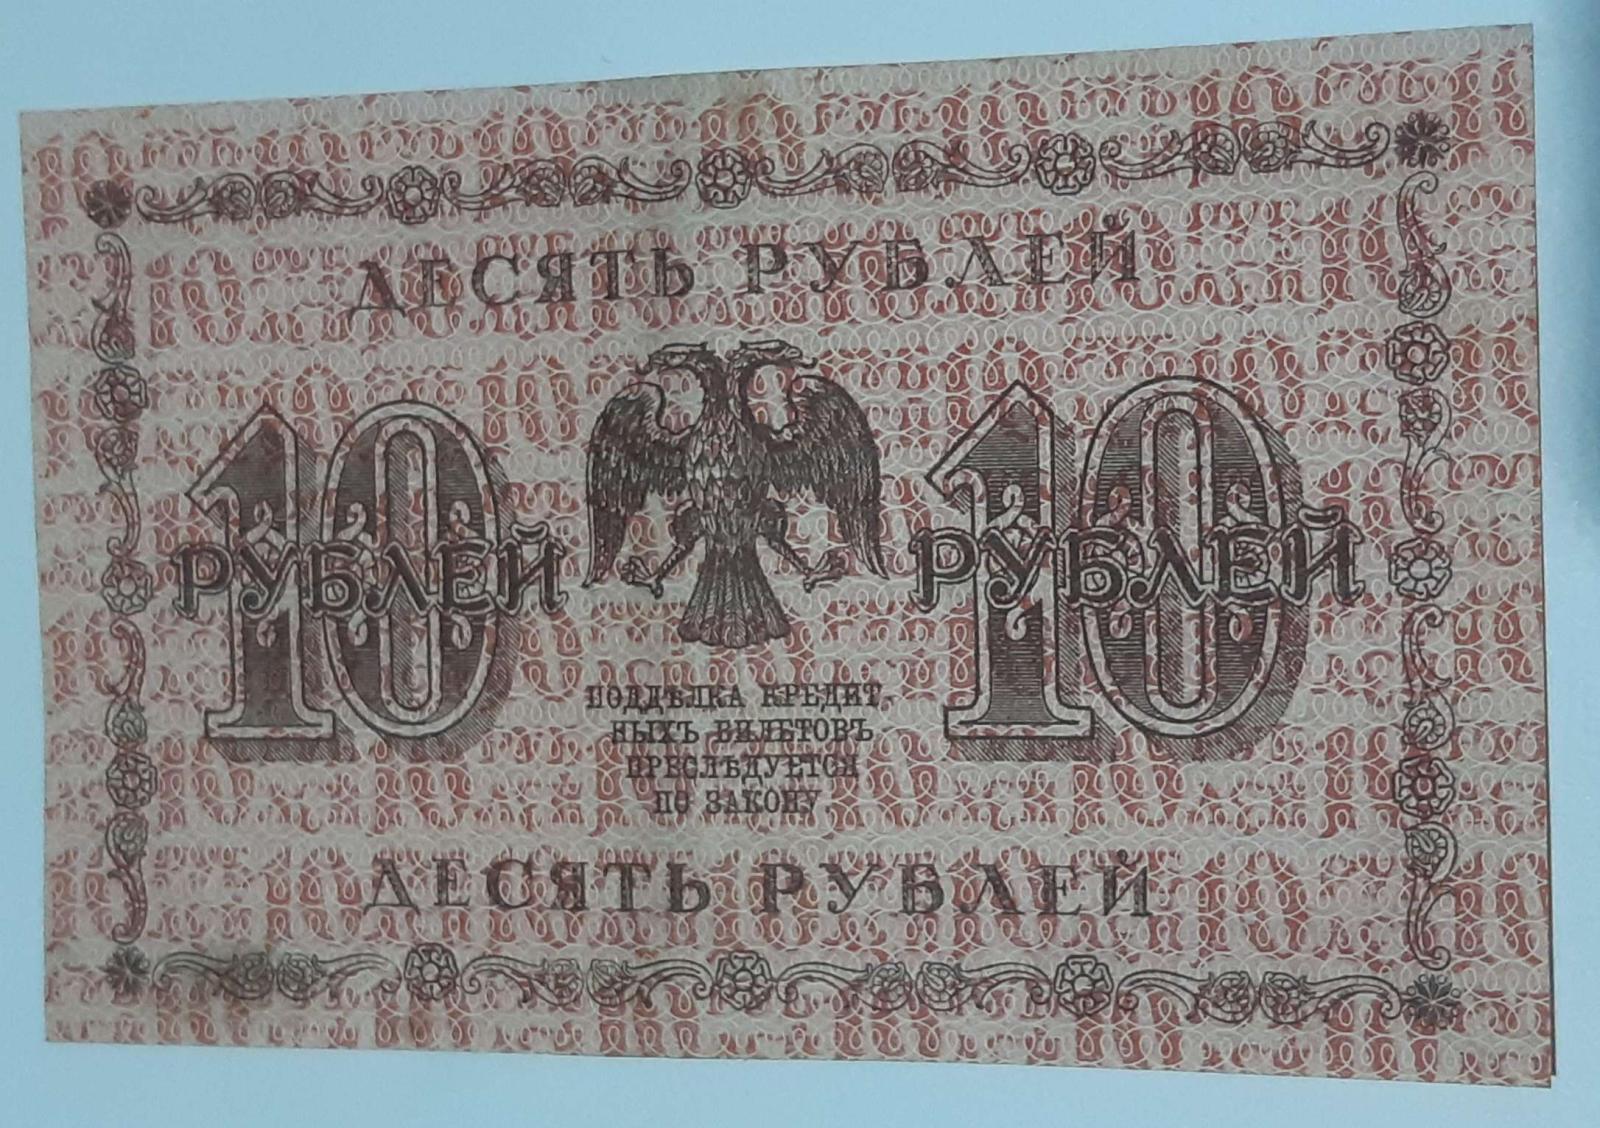 ДЕСЯТЬ РУБЛЕЙ
10 10
РУБЛЕЙ РУБЛЕЙ
ПОДДѢЛКА КРЕДИТ-
НЫХЪ БИЛЕТОВЪ
ПРЕСЛѢДУЕТСЯ
ПО ЗАКОНУ.
ДЕСЯТЬ РУБЛЕЙ